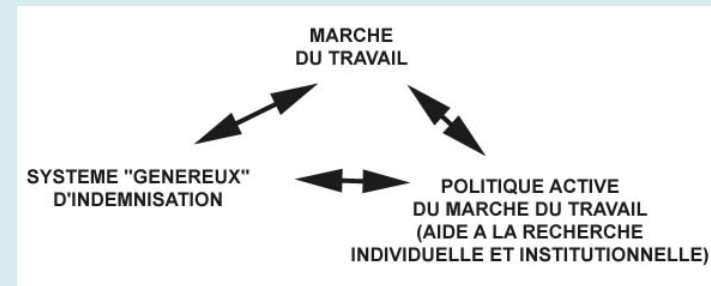 MARCHE
DU TRAVAIL
SYSTEME "GENEREUX"
D'INDEMNISATION
POLITIQUE ACTIVE
DU MARCHE DU TRAVAIL
(AIDE A LA RECHERCHE
INDIVIDUELLE ET INSTITUTIONNELLE)